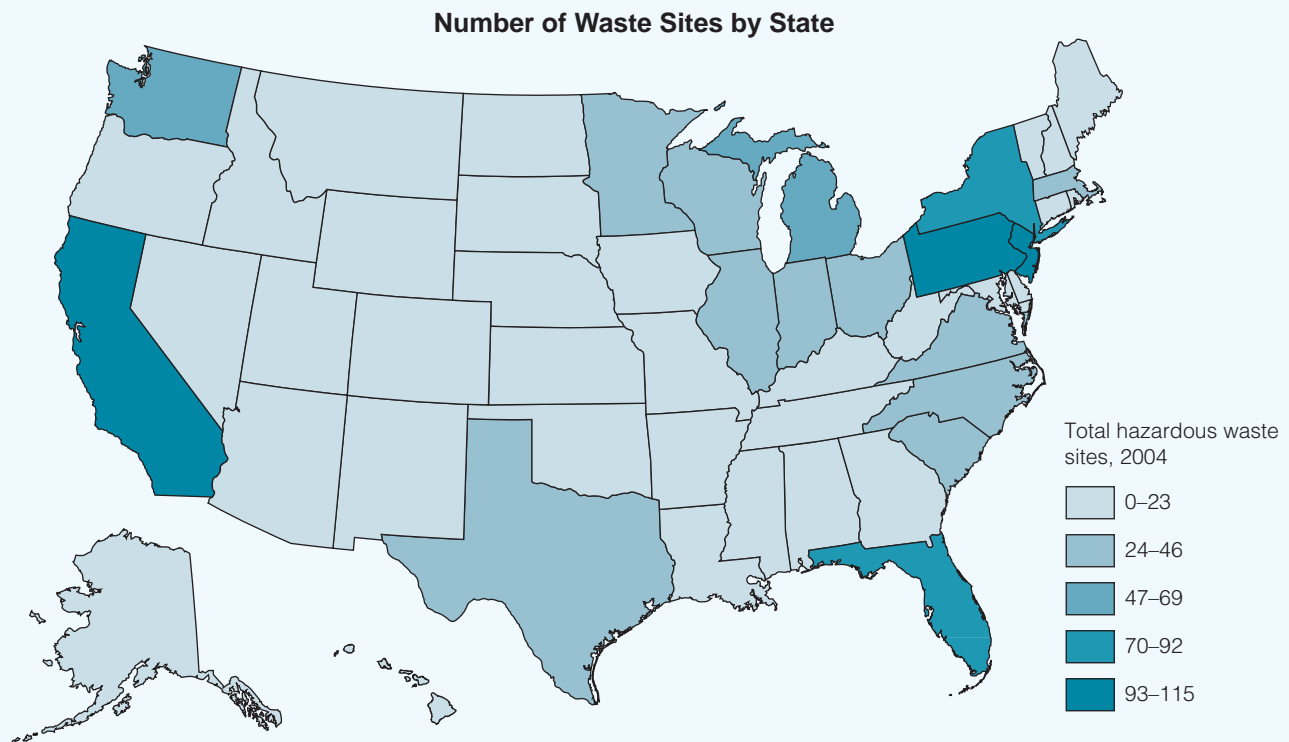 Number of Waste Sites by State
Total hazardous waste
sites, 2004
0–23
24–46
47–69
70–92
93–115